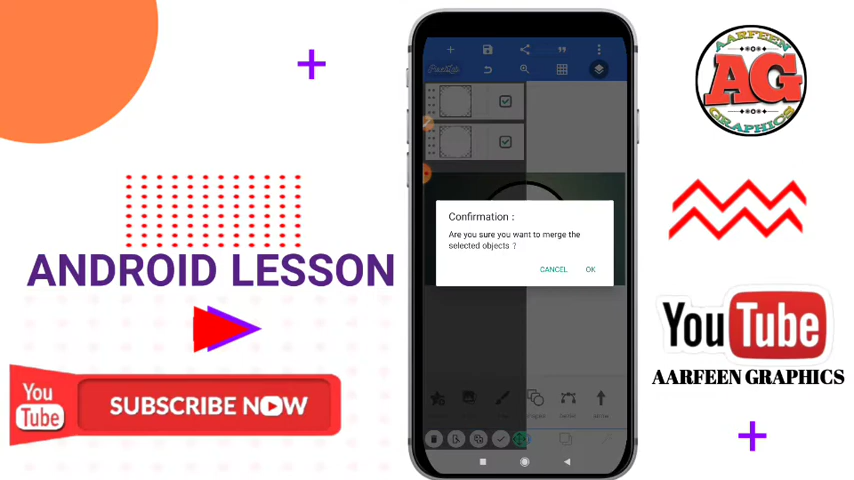 ANDROID LESSON
You
Tube
SUBSCRIBE NOW
PixelLab
Confirmation :
Are you sure you want to merge the
selected objects ?
CANCEL OK
AARFEEN
AG
GRAPHICS
YouTube
AARFEEN GRAPHICS